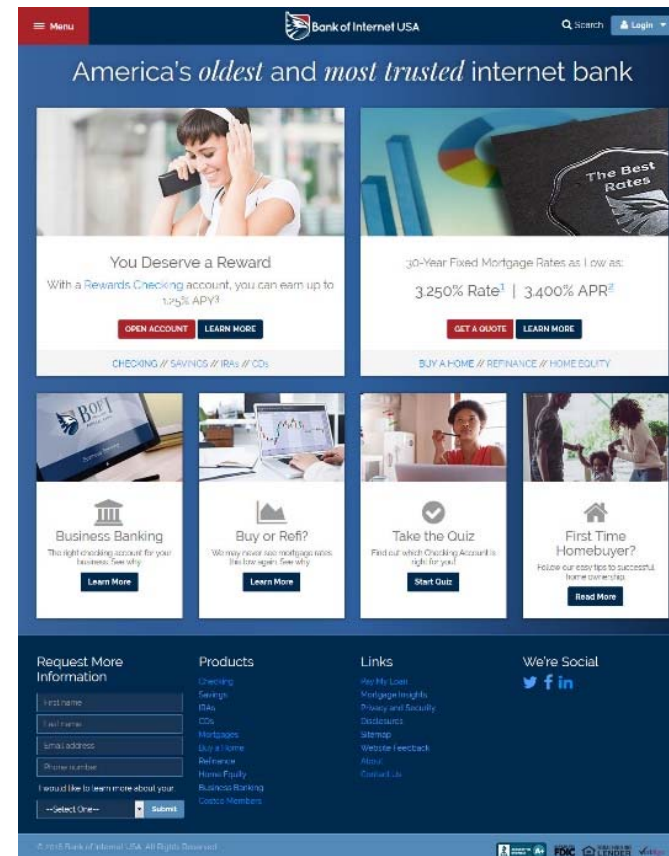 Menu
Bank of Internet USA
Search
Login
America's oldest and most trusted internet bank
The Best
Rates
You Deserve a Reward
With a Rewards Checking account, you can earn up to
1.25% APY³
OPEN ACCOUNT
LEARN MORE
CHECKING // SAVINGS // IRAs // CDs
30-Year Fixed Mortgage Rates as Low as:
3.250% Rate¹ | 3.400% APR²
GET A QUOTE
LEARN MORE
BUY A HOME // REFINANCE // HOME EQUITY
BOFI
Business Banking
The right checking account for your
business. See why.
Learn More
Buy or Refi?
We may never see mortgage rates
this low again. See why.
Learn More
Take the Quiz
Find out which Checking Account is
right for you!
Start Quiz
First Time
Homebuyer?
Follow our easy tips to successful
home ownership.
Read More
Request More
Information
First name
Last name
Email address
Phone number
I would like to learn more about your:
--Select One--
Submit
Products
Checking
Savings
IRAs
CDs
Mortgages
Buy a Home
Refinance
Home Equity
Business Banking
Costco Members
Links
Pay My Loan
Mortgage Insights
Privacy and Security
Disclosures
Sitemap
Website Feedback
About
Contact Us
We're Social
© 2016 Bank of Internet USA. All Rights Reserved.
A+
FDIC
LENDER